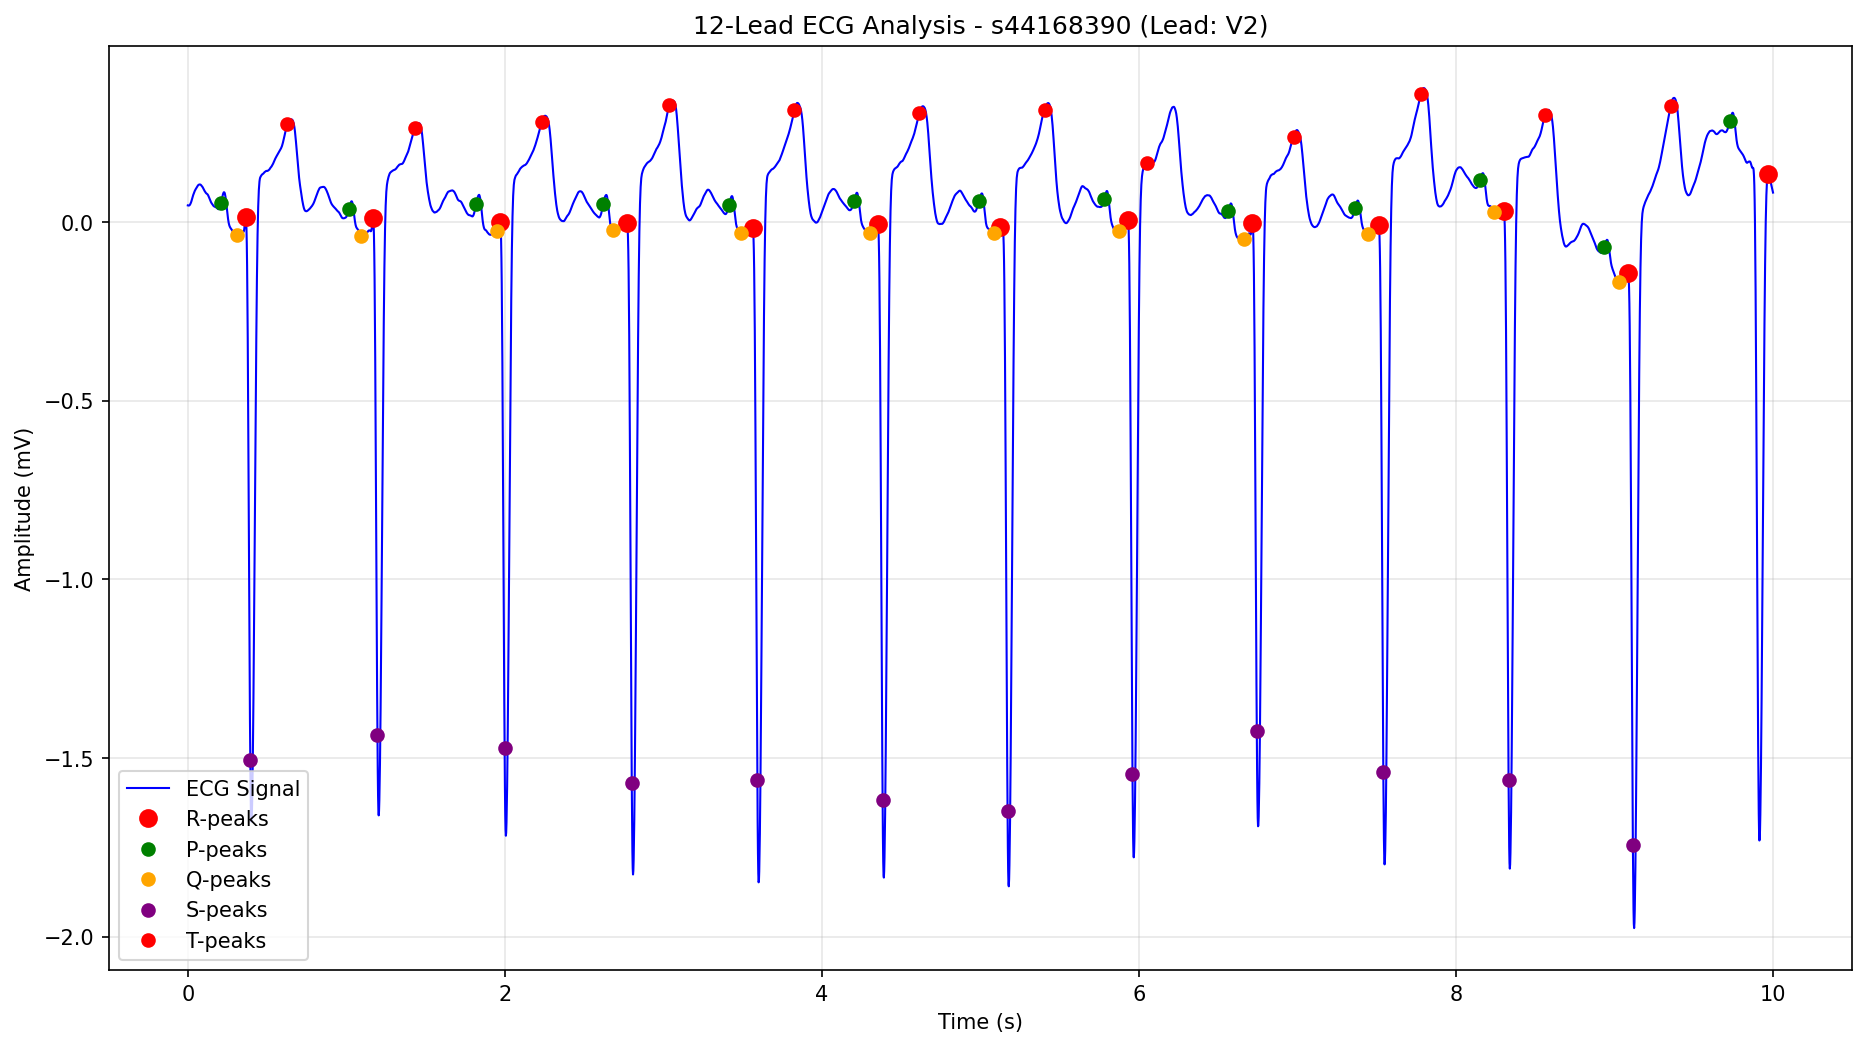 12-Lead ECG Analysis - s44168390 (Lead: V2)
Amplitude (mV)
0.0
−0.5
−1.0
−1.5
−2.0
ECG Signal
R-peaks
P-peaks
Q-peaks
S-peaks
T-peaks
0 2 4 6 8 10
Time (s)